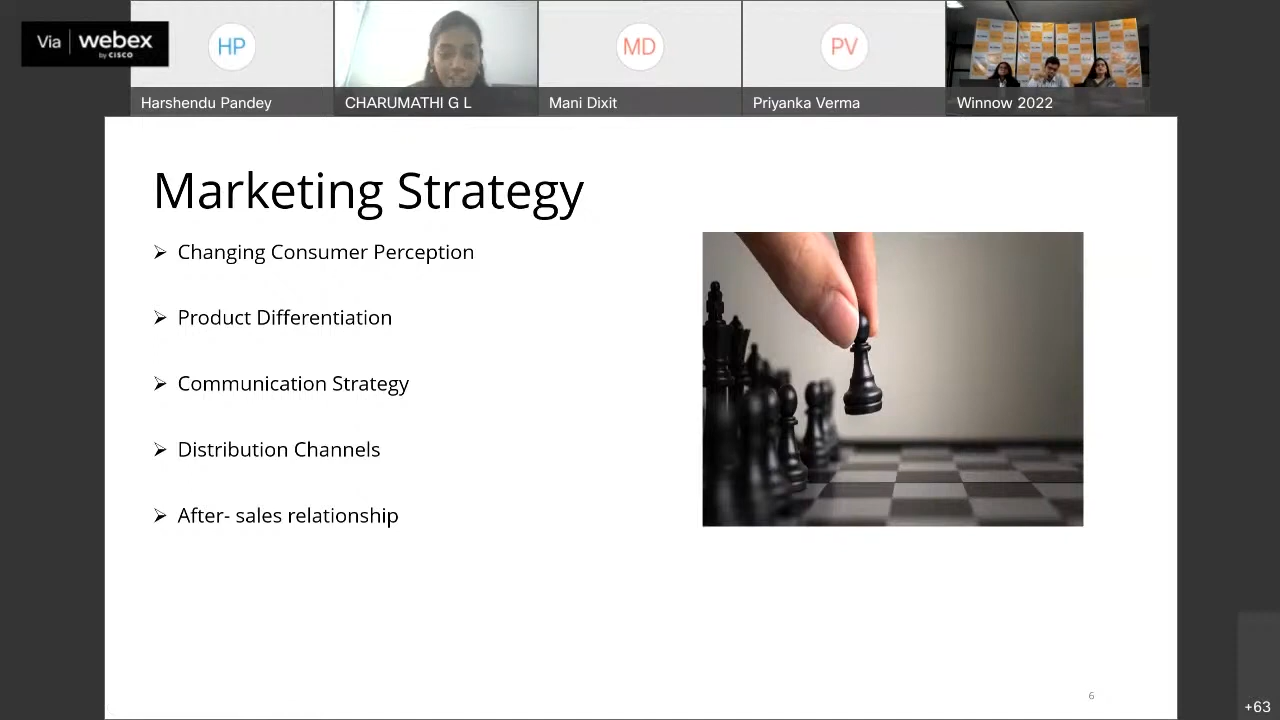 Via webex
by CISCO
HP
MD
PV
Harshendu Pandey
CHARUMATHI G L
Mani Dixit
Priyanka Verma
Winnow 2022
Marketing Strategy
➢ Changing Consumer Perception
➢ Product Differentiation
➢ Communication Strategy
➢ Distribution Channels
➢ After- sales relationship
6
+63